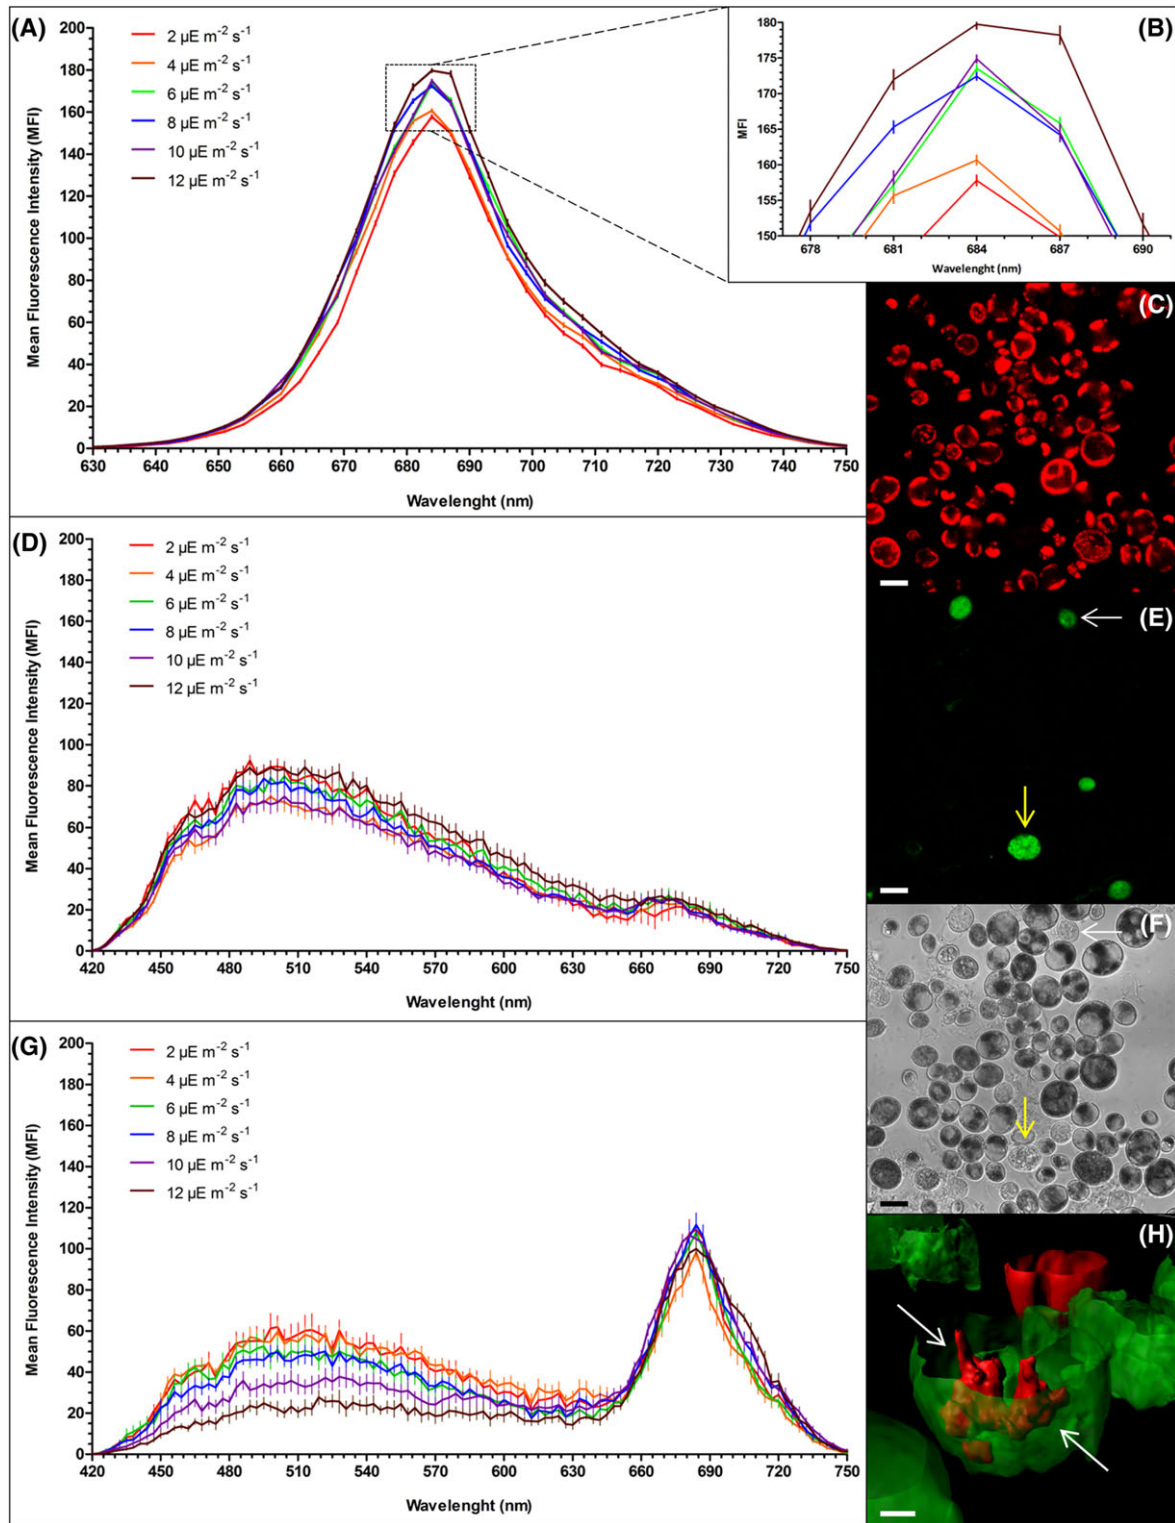 (A)
200
180
160
140
120
100
80
60
40
20
0
Mean Fluorescence Intensity (MFI)
2 µE m⁻² s⁻¹
4 µE m⁻² s⁻¹
6 µE m⁻² s⁻¹
8 µE m⁻² s⁻¹
10 µE m⁻² s⁻¹
12 µE m⁻² s⁻¹
630 640 650 660 670 680 690 700 710 720 730 740 750
Wavelenght (nm)
(B)
180
175
170
165
160
155
150
MFI
678 681 684 687 690
Wavelenght (nm)
(C)
(D)
200
180
160
140
120
100
80
60
40
20
0
Mean Fluorescence Intensity (MFI)
2 µE m⁻² s⁻¹
4 µE m⁻² s⁻¹
6 µE m⁻² s⁻¹
8 µE m⁻² s⁻¹
10 µE m⁻² s⁻¹
12 µE m⁻² s⁻¹
420 450 480 510 540 570 600 630 660 690 720 750
Wavelenght (nm)
(E)
(F)
(G)
200
180
160
140
120
100
80
60
40
20
0
Mean Fluorescence Intensity (MFI)
2 µE m⁻² s⁻¹
4 µE m⁻² s⁻¹
6 µE m⁻² s⁻¹
8 µE m⁻² s⁻¹
10 µE m⁻² s⁻¹
12 µE m⁻² s⁻¹
420 450 480 510 540 570 600 630 660 690 720 750
Wavelenght (nm)
(H)